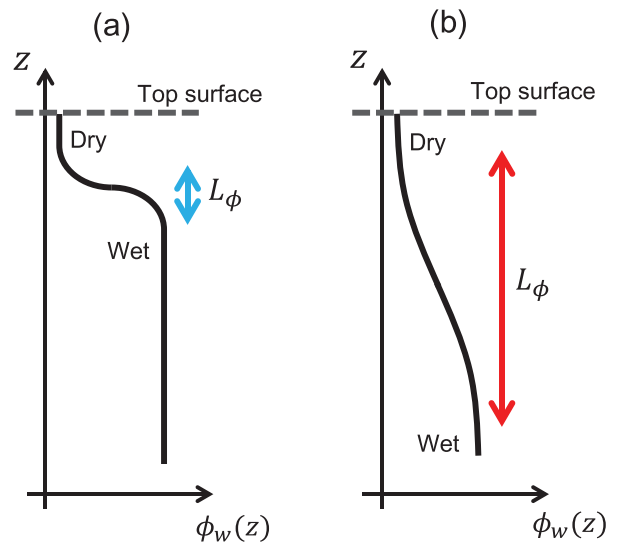 (a)
z
Top surface
Dry
L_ϕ
Wet
ϕ_w(z)
(b)
z
Top surface
Dry
L_ϕ
Wet
ϕ_w(z)